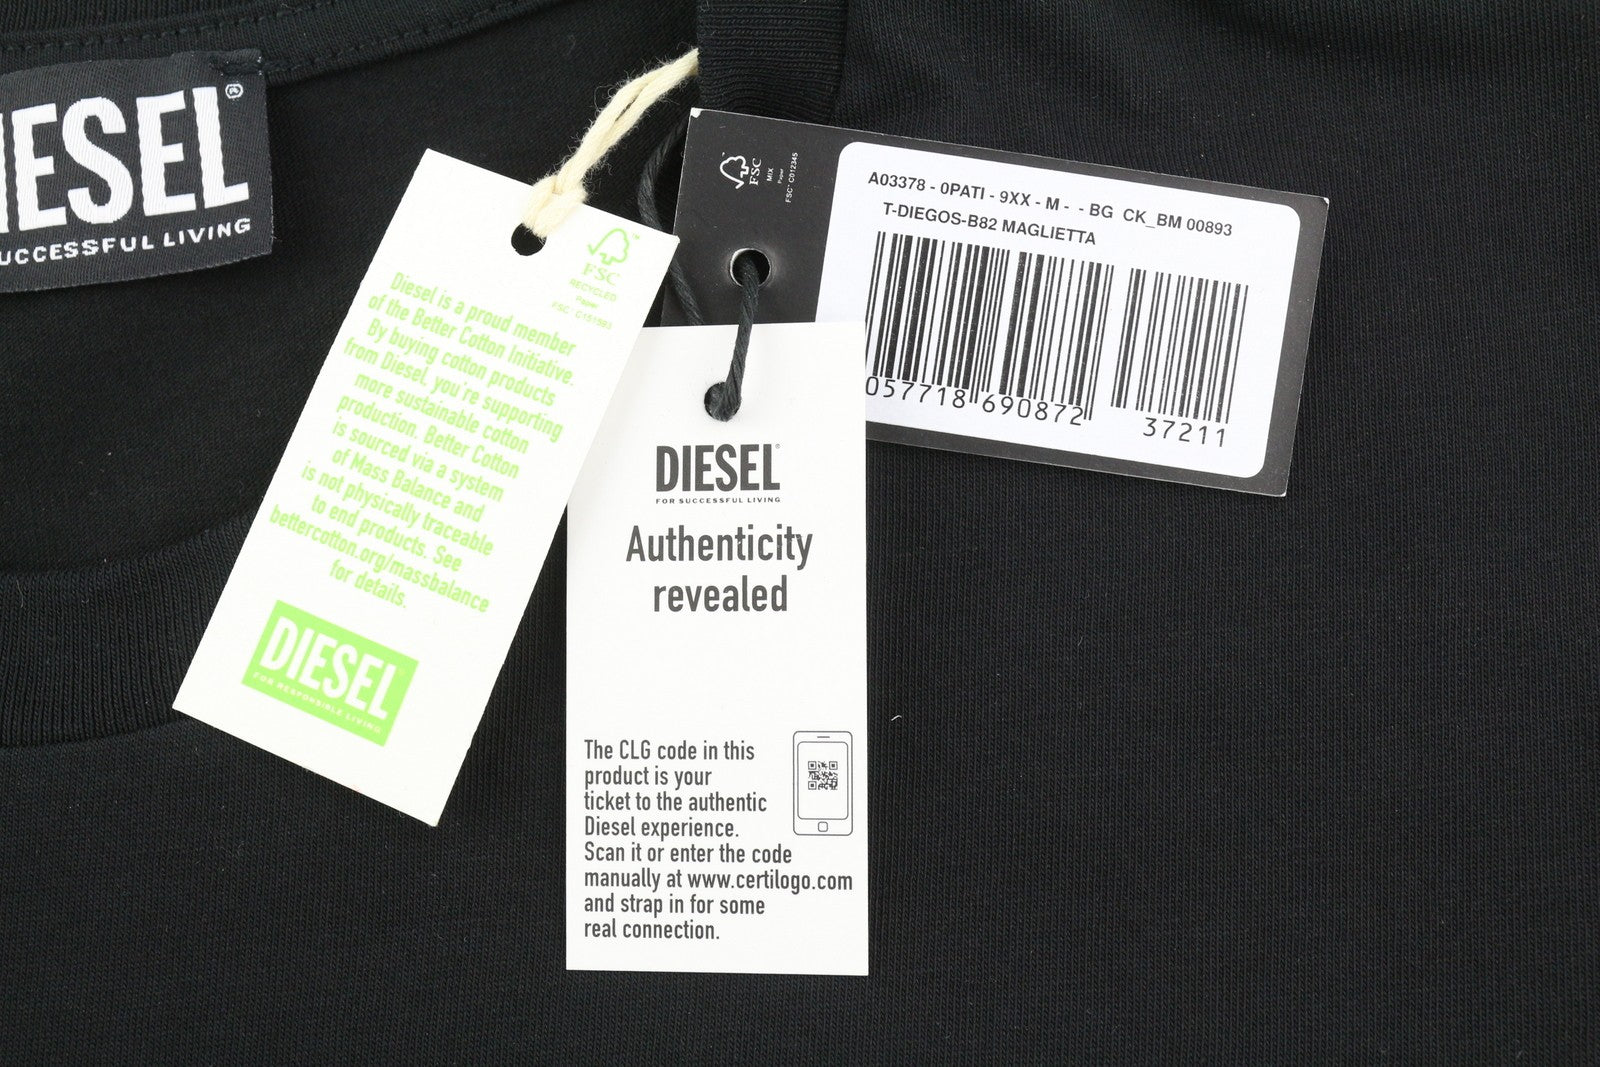 DIESEL®
SUCCESSFUL LIVING
FSC
RECYCLED
Paper
FSC® C151563
Diesel is a proud member
of the Better Cotton Initiative.
By buying cotton products
from Diesel, you're supporting
more sustainable cotton
production. Better Cotton
is sourced via a system
of Mass Balance and
is not physically traceable
to end products. See
bettercotton.org/massbalance
for details.
DIESEL
FOR RESPONSIBLE LIVING
DIESEL®
FOR SUCCESSFUL LIVING
Authenticity
revealed
The CLG code in this
product is your
ticket to the authentic
Diesel experience.
Scan it or enter the code
manually at www.certilogo.com
and strap in for some
real connection.
FSC
MIX
Paper
FSC® C012345
A03378 - 0PATI - 9XX - M - - BG CK_BM 00893
T-DIEGOS-B82 MAGLIETTA
057718 690872
37211